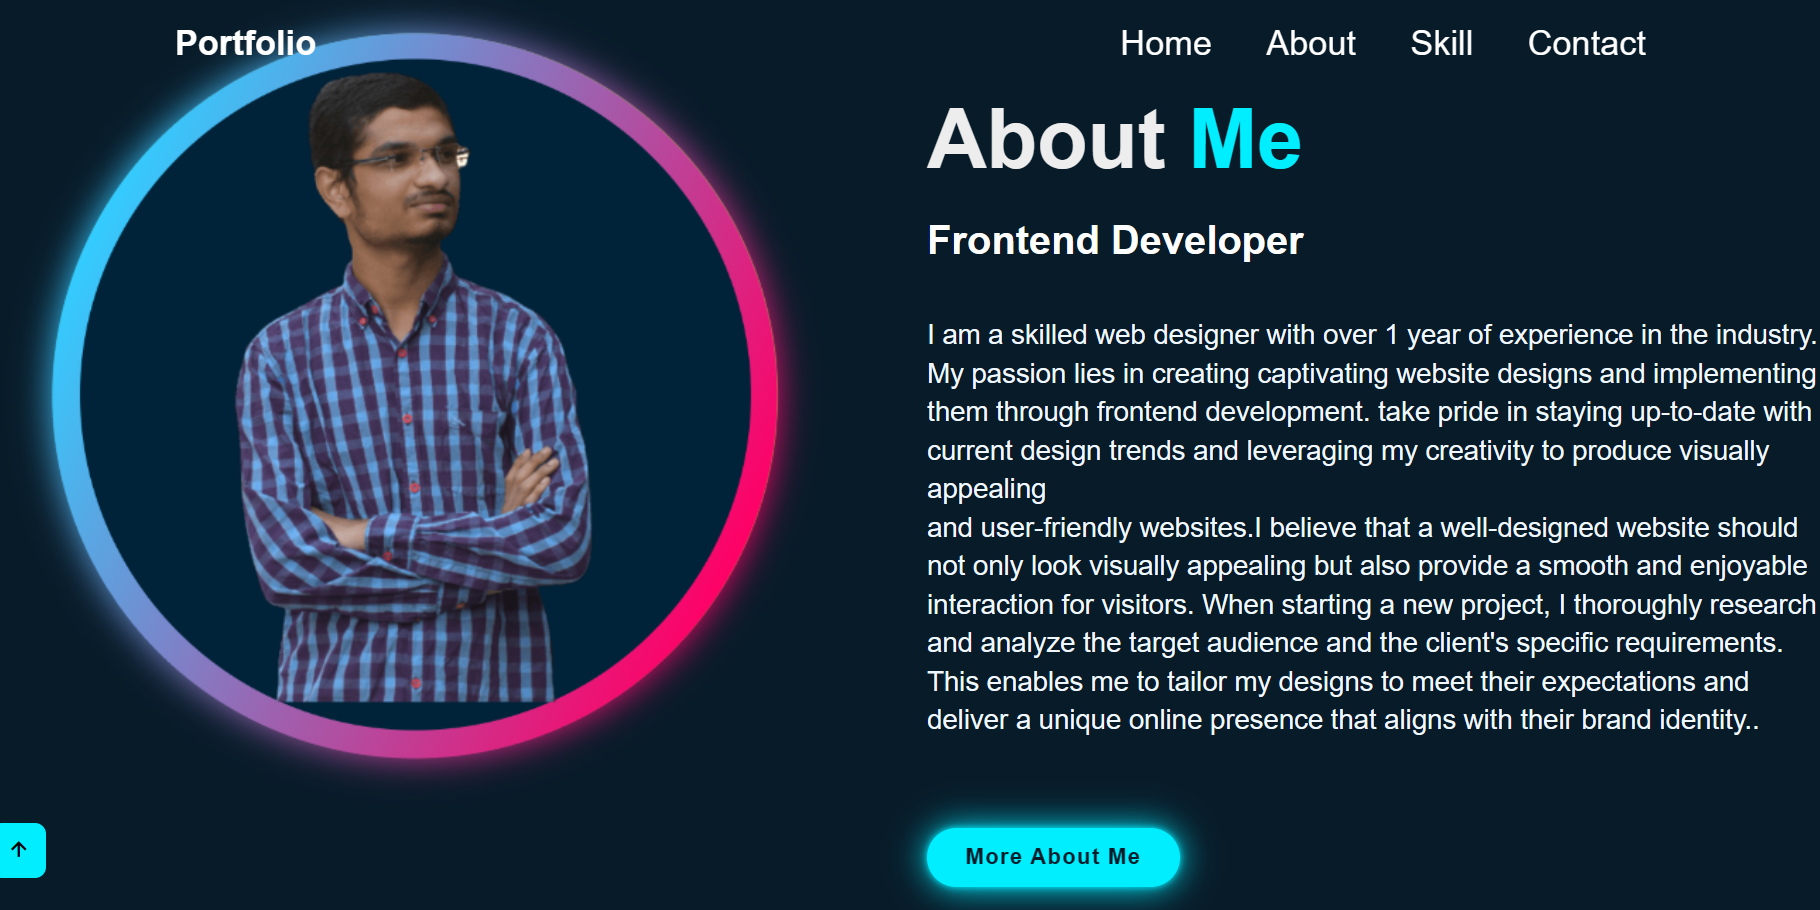 Portfolio
Home About Skill Contact
About Me
Frontend Developer
I am a skilled web designer with over 1 year of experience in the industry.
My passion lies in creating captivating website designs and implementing
them through frontend development. take pride in staying up-to-date with
current design trends and leveraging my creativity to produce visually
appealing
and user-friendly websites.I believe that a well-designed website should
not only look visually appealing but also provide a smooth and enjoyable
interaction for visitors. When starting a new project, I thoroughly research
and analyze the target audience and the client's specific requirements.
This enables me to tailor my designs to meet their expectations and
deliver a unique online presence that aligns with their brand identity..
More About Me